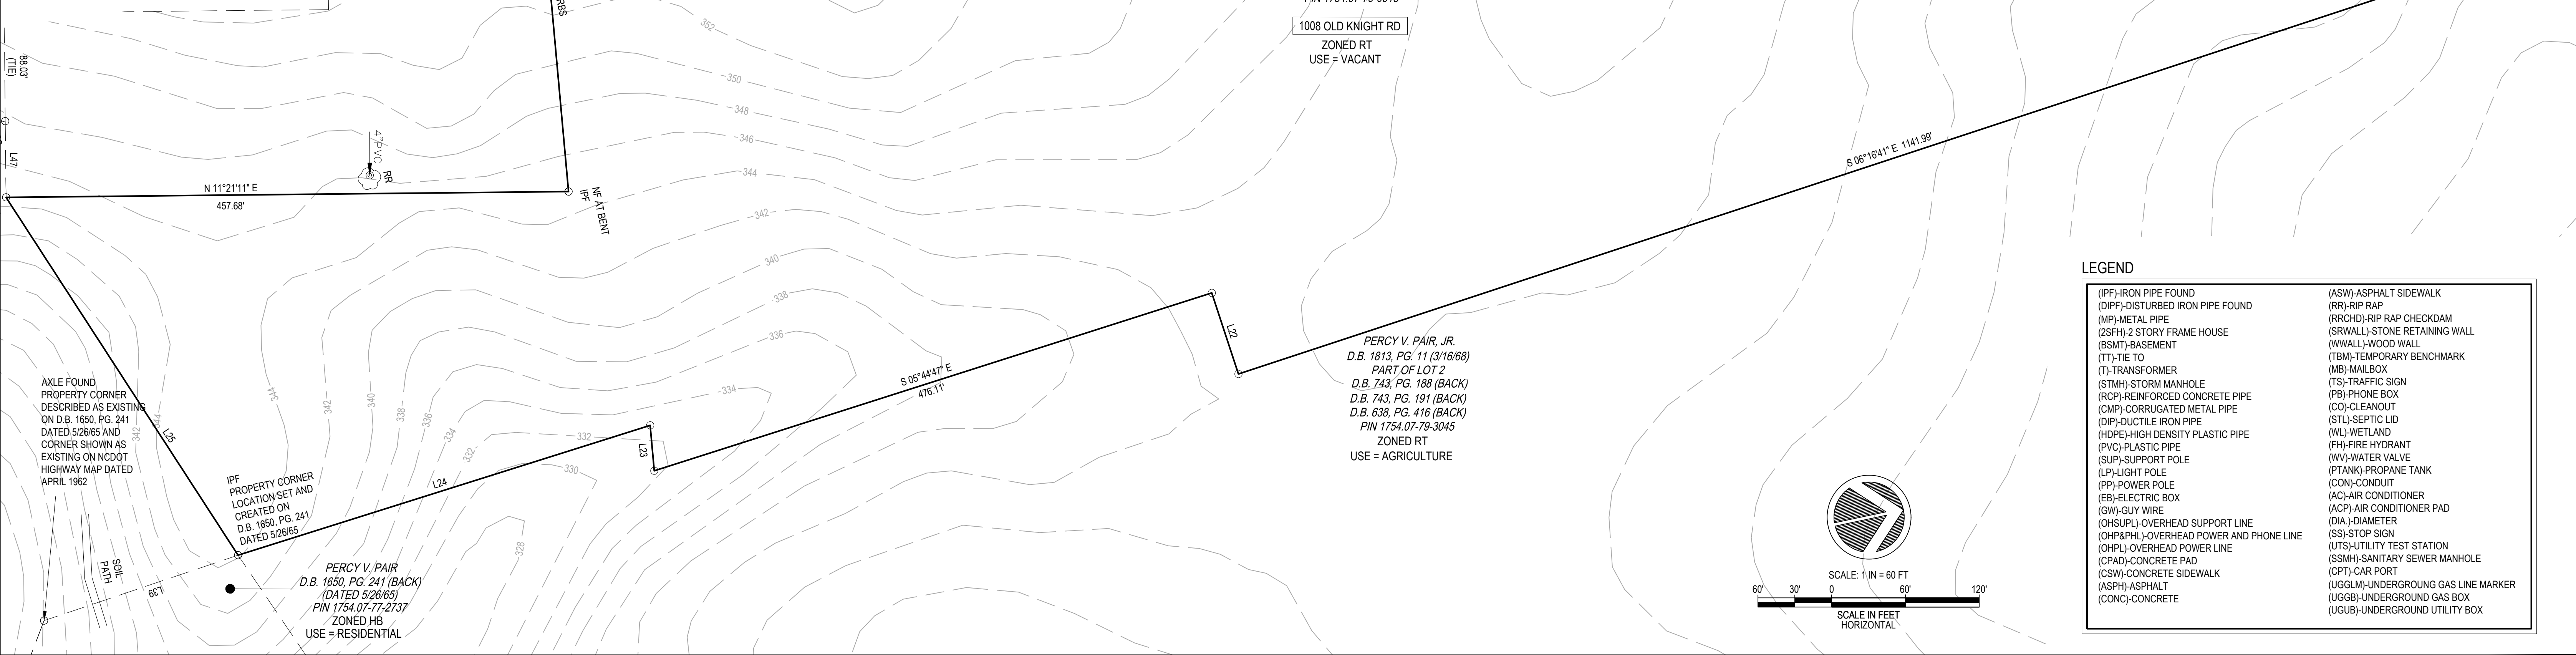 88.03'
(TIE)
L47
4"PVC
RR
352
350
348
346
344
342
340
338
336
334
332
330
328
1008 OLD KNIGHT RD
ZONED RT
USE = VACANT
S 06°16'41" E 1141.99'
N 11°21'11" E
457.68'
NF AT BENT
IPF
L22
S 05°44'47" E
476.11'
L23
L24
L25
344
342
340
338
336
334
332
344
342
AXLE FOUND
PROPERTY CORNER
DESCRIBED AS EXISTING
ON D.B. 1650, PG. 241
DATED 5/26/65 AND
CORNER SHOWN AS
EXISTING ON NCDOT
HIGHWAY MAP DATED
APRIL 1962
IPF
PROPERTY CORNER
LOCATION SET AND
CREATED ON
D.B. 1650, PG. 241
DATED 5/26/65
SOIL
PATH
L39
PERCY V. PAIR
D.B. 1650, PG. 241 (BACK)
(DATED 5/26/65)
PIN 1754.07-77-2737
ZONED HB
USE = RESIDENTIAL
PERCY V. PAIR, JR.
D.B. 1813, PG. 11 (3/16/68)
PART OF LOT 2
D.B. 743, PG. 188 (BACK)
D.B. 743, PG. 191 (BACK)
D.B. 638, PG. 416 (BACK)
PIN 1754.07-79-3045
ZONED RT
USE = AGRICULTURE
SCALE: 1 IN = 60 FT
60' 30' 0 60' 120'
SCALE IN FEET
HORIZONTAL
LEGEND
(IPF)-IRON PIPE FOUND
(DIPF)-DISTURBED IRON PIPE FOUND
(MP)-METAL PIPE
(2SFH)-2 STORY FRAME HOUSE
(BSMT)-BASEMENT
(TT)-TIE TO
(T)-TRANSFORMER
(STMH)-STORM MANHOLE
(RCP)-REINFORCED CONCRETE PIPE
(CMP)-CORRUGATED METAL PIPE
(DIP)-DUCTILE IRON PIPE
(HDPE)-HIGH DENSITY PLASTIC PIPE
(PVC)-PLASTIC PIPE
(SUP)-SUPPORT POLE
(LP)-LIGHT POLE
(PP)-POWER POLE
(EB)-ELECTRIC BOX
(GW)-GUY WIRE
(OHSUPL)-OVERHEAD SUPPORT LINE
(OHP&PHL)-OVERHEAD POWER AND PHONE LINE
(OHPL)-OVERHEAD POWER LINE
(CPAD)-CONCRETE PAD
(CSW)-CONCRETE SIDEWALK
(ASPH)-ASPHALT
(CONC)-CONCRETE
(ASW)-ASPHALT SIDEWALK
(RR)-RIP RAP
(RRCHD)-RIP RAP CHECKDAM
(SRWALL)-STONE RETAINING WALL
(WWALL)-WOOD WALL
(TBM)-TEMPORARY BENCHMARK
(MB)-MAILBOX
(TS)-TRAFFIC SIGN
(PB)-PHONE BOX
(CO)-CLEANOUT
(STL)-SEPTIC LID
(WL)-WETLAND
(FH)-FIRE HYDRANT
(WV)-WATER VALVE
(PTANK)-PROPANE TANK
(CON)-CONDUIT
(AC)-AIR CONDITIONER
(ACP)-AIR CONDITIONER PAD
(DIA.)-DIAMETER
(SS)-STOP SIGN
(UTS)-UTILITY TEST STATION
(SSMH)-SANITARY SEWER MANHOLE
(CPT)-CAR PORT
(UGGLM)-UNDERGROUNG GAS LINE MARKER
(UGGB)-UNDERGROUND GAS BOX
(UGUB)-UNDERGROUND UTILITY BOX